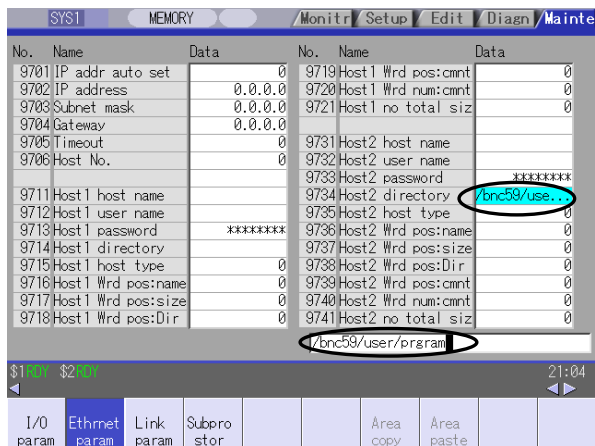 SYS1 MEMORY Monitr Setup Edit Diagn Mainte
No. Name Data No. Name Data
9701 IP addr auto set 0 9719 Host1 Wrd pos:cmnt 0
9702 IP address 0.0.0.0 9720 Host1 Wrd num:cmnt 0
9703 Subnet mask 0.0.0.0 9721 Host1 no total siz 0
9704 Gateway 0.0.0.0
9705 Timeout 0 9731 Host2 host name
9706 Host No. 0 9732 Host2 user name
9733 Host2 password ********
9711 Host1 host name 9734 Host2 directory /bnc59/use...
9712 Host1 user name 9735 Host2 host type 0
9713 Host1 password ******** 9736 Host2 Wrd pos:name 0
9714 Host1 directory 9737 Host2 Wrd pos:size 0
9715 Host1 host type 0 9738 Host2 Wrd pos:Dir 0
9716 Host1 Wrd pos:name 0 9739 Host2 Wrd pos:cmnt 0
9717 Host1 Wrd pos:size 0 9740 Host2 Wrd num:cmnt 0
9718 Host1 Wrd pos:Dir 0 9741 Host2 no total siz 0
/bnc59/user/prgram
$1RDY $2RDY 21:04
I/O Ethrnet Link Subpro Area Area
param param param stor copy paste